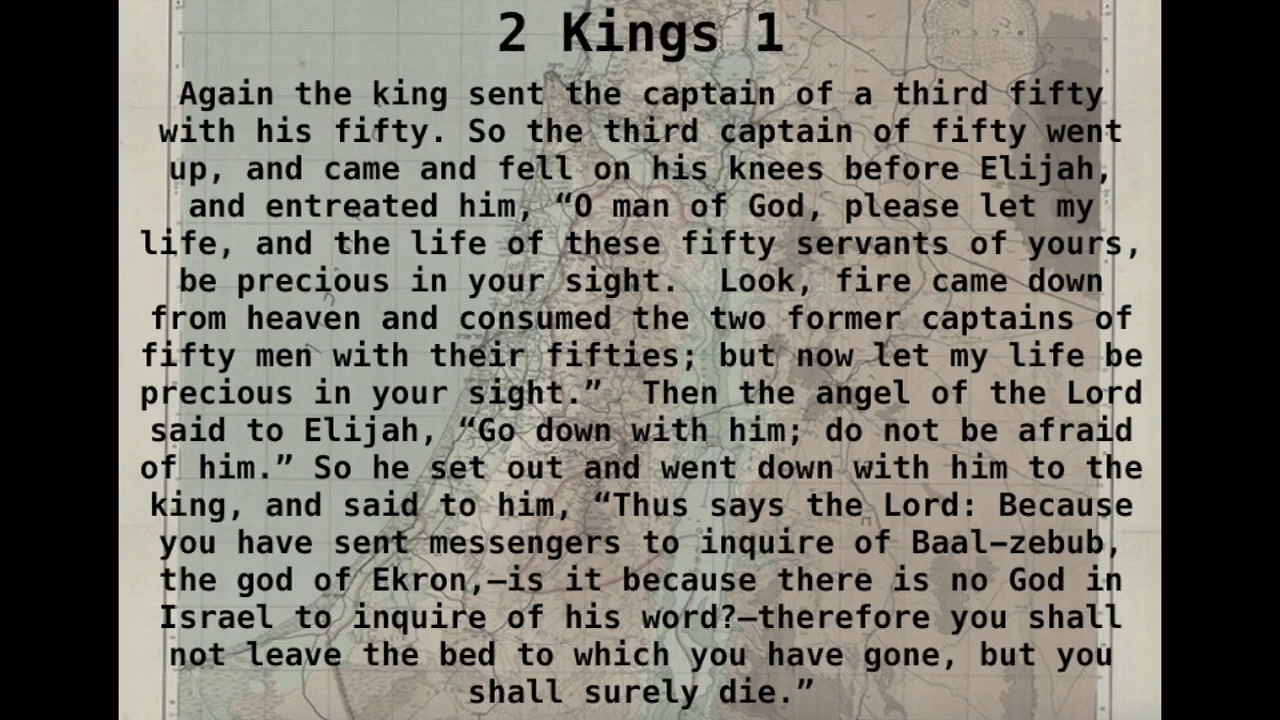 2 Kings 1
Again the king sent the captain of a third fifty
with his fifty. So the third captain of fifty went
up, and came and fell on his knees before Elijah,
and entreated him, “O man of God, please let my
life, and the life of these fifty servants of yours,
be precious in your sight.  Look, fire came down
from heaven and consumed the two former captains of
fifty men with their fifties; but now let my life be
precious in your sight.”  Then the angel of the Lord
said to Elijah, “Go down with him; do not be afraid
of him.” So he set out and went down with him to the
king, and said to him, “Thus says the Lord: Because
you have sent messengers to inquire of Baal–zebub,
the god of Ekron,—is it because there is no God in
Israel to inquire of his word?—therefore you shall
not leave the bed to which you have gone, but you
shall surely die.”